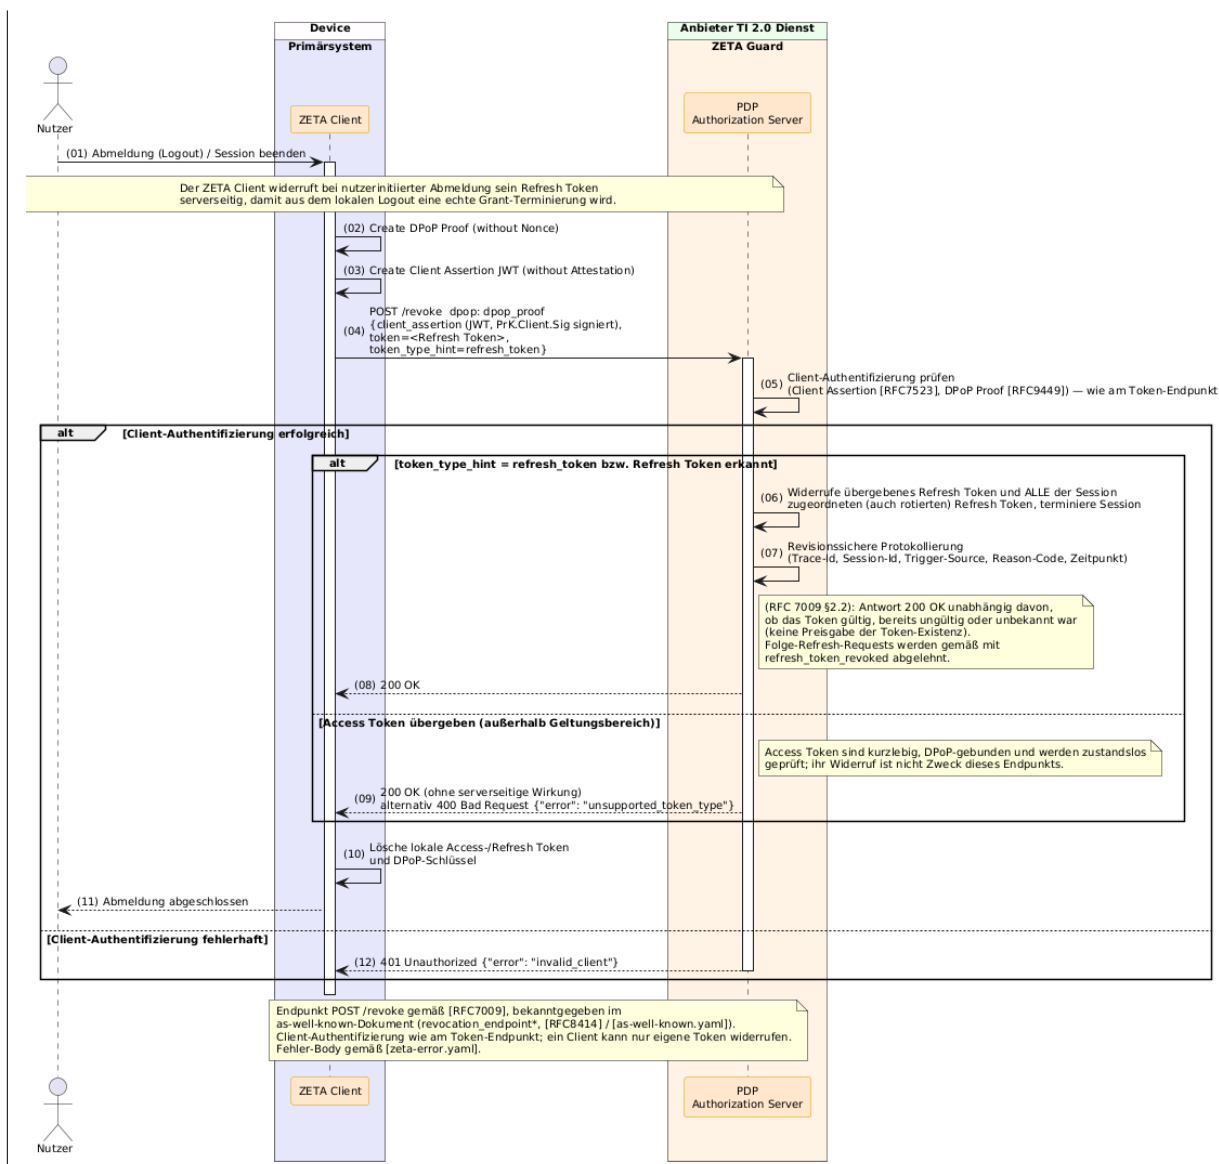 Device
Anbieter TI 2.0 Dienst
Primärsystem
ZETA Guard
Nutzer
ZETA Client
PDP
Authorization Server
(01) Abmeldung (Logout) / Session beenden
Der ZETA Client widerruft bei nutzerinitiierter Abmeldung sein Refresh Token
serverseitig, damit aus dem lokalen Logout eine echte Grant-Terminierung wird.
(02) Create DPoP Proof (without Nonce)
(03) Create Client Assertion JWT (without Attestation)
(04) POST /revoke  dpop: dpop_proof
{client_assertion (JWT, PrK.Client.Sig signiert),
token=<Refresh Token>,
token_type_hint=refresh_token}
(05) Client-Authentifizierung prüfen
(Client Assertion [RFC7523], DPoP Proof [RFC9449]) — wie am Token-Endpunkt
alt [Client-Authentifizierung erfolgreich]
alt [token_type_hint = refresh_token bzw. Refresh Token erkannt]
(06) Widerrufe übergebenes Refresh Token und ALLE der Session
zugeordneten (auch rotierten) Refresh Token, terminiere Session
(07) Revisionssichere Protokollierung
(Trace-Id, Session-Id, Trigger-Source, Reason-Code, Zeitpunkt)
(RFC 7009 §2.2): Antwort 200 OK unabhängig davon,
ob das Token gültig, bereits ungültig oder unbekannt war
(keine Preisgabe der Token-Existenz).
Folge-Refresh-Requests werden gemäß mit
refresh_token_revoked abgelehnt.
(08) 200 OK
[Access Token übergeben (außerhalb Geltungsbereich)]
Access Token sind kurzlebig, DPoP-gebunden und werden zustandslos
geprüft; ihr Widerruf ist nicht Zweck dieses Endpunkts.
(09) 200 OK (ohne serverseitige Wirkung)
alternativ 400 Bad Request {"error": "unsupported_token_type"}
(10) Lösche lokale Access-/Refresh Token
und DPoP-Schlüssel
(11) Abmeldung abgeschlossen
[Client-Authentifizierung fehlerhaft]
(12) 401 Unauthorized {"error": "invalid_client"}
Endpunkt POST /revoke gemäß [RFC7009], bekanntgegeben im
as-well-known-Dokument (revocation_endpoint*, [RFC8414] / [as-well-known.yaml]).
Client-Authentifizierung wie am Token-Endpunkt; ein Client kann nur eigene Token widerrufen.
Fehler-Body gemäß [zeta-error.yaml].
Nutzer
ZETA Client
PDP
Authorization Server